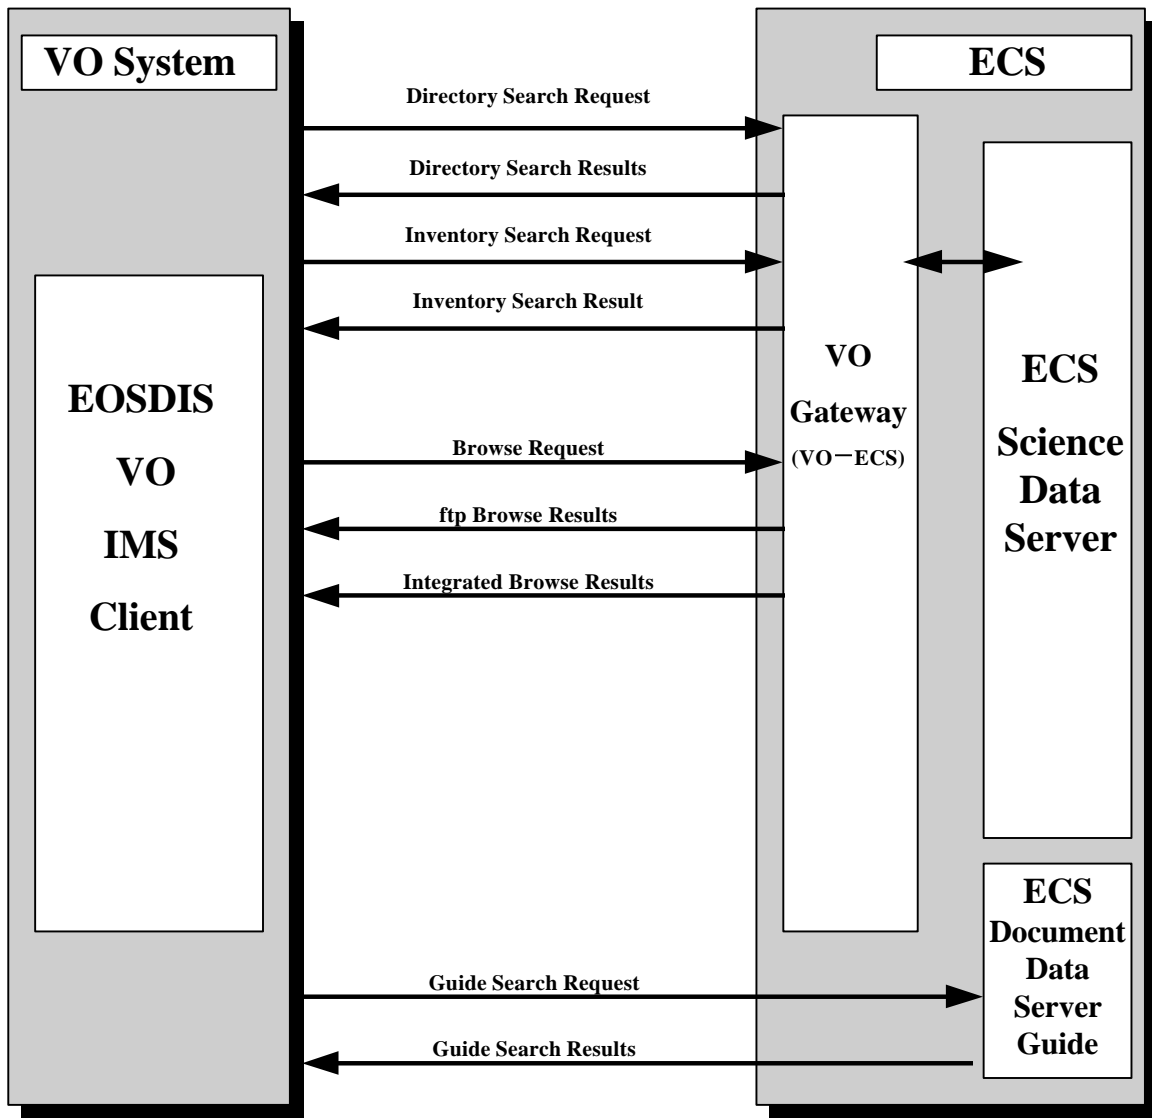 VO System
ECS
Directory Search Request
Directory Search Results
Inventory Search Request
Inventory Search Result
Browse Request
ftp Browse Results
Integrated Browse Results
Guide Search Request
Guide Search Results
EOSDIS
VO
IMS
Client
VO
Gateway
(VO–ECS)
ECS
Science
Data
Server
ECS
Document
Data
Server
Guide